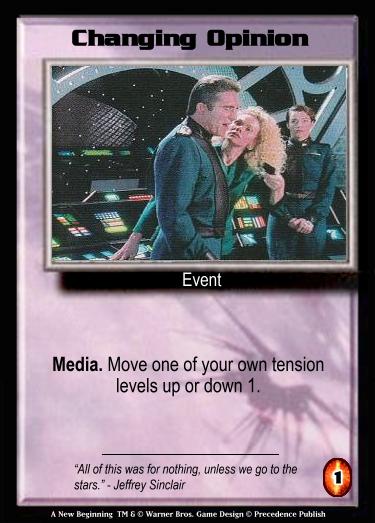 Changing Opinion
Event
Media. Move one of your own tension
levels up or down 1.
"All of this was for nothing, unless we go to the
stars." - Jeffrey Sinclair
1
A New Beginning TM & © Warner Bros. Game Design © Precedence Publish